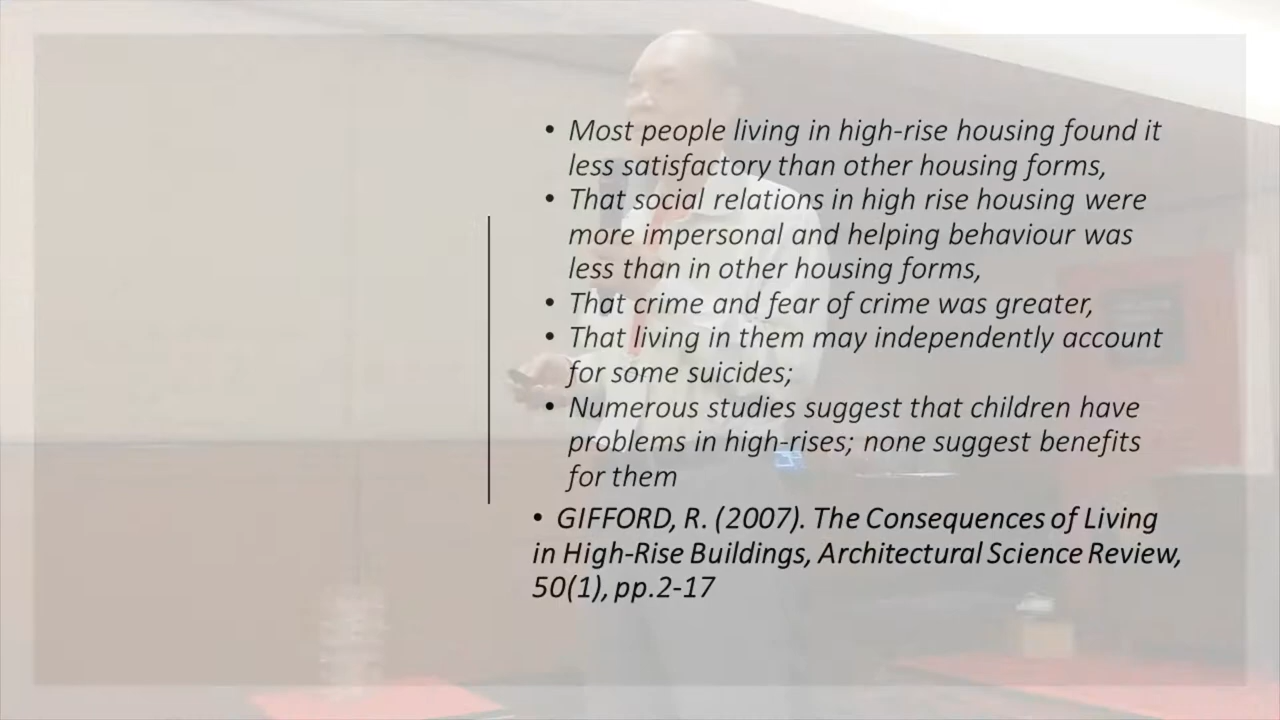 • Most people living in high-rise housing found it
less satisfactory than other housing forms,
• That social relations in high rise housing were
more impersonal and helping behaviour was
less than in other housing forms,
• That crime and fear of crime was greater,
• That living in them may independently account
for some suicides;
• Numerous studies suggest that children have
problems in high-rises; none suggest benefits
for them
• GIFFORD, R. (2007). The Consequences of Living
in High-Rise Buildings, Architectural Science Review,
50(1), pp.2-17